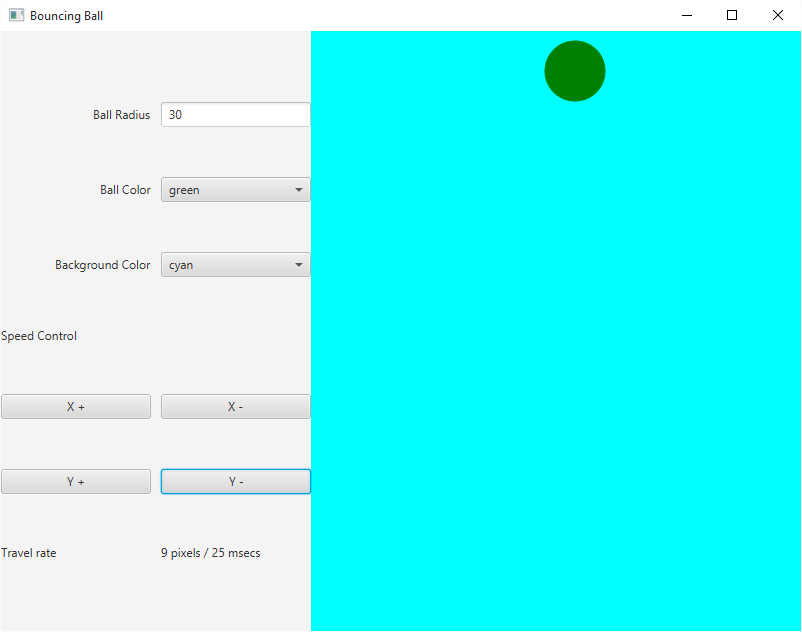 Bouncing Ball
Ball Radius 30
Ball Color green
Background Color cyan
Speed Control
X + X -
Y + Y -
Travel rate 9 pixels / 25 msecs